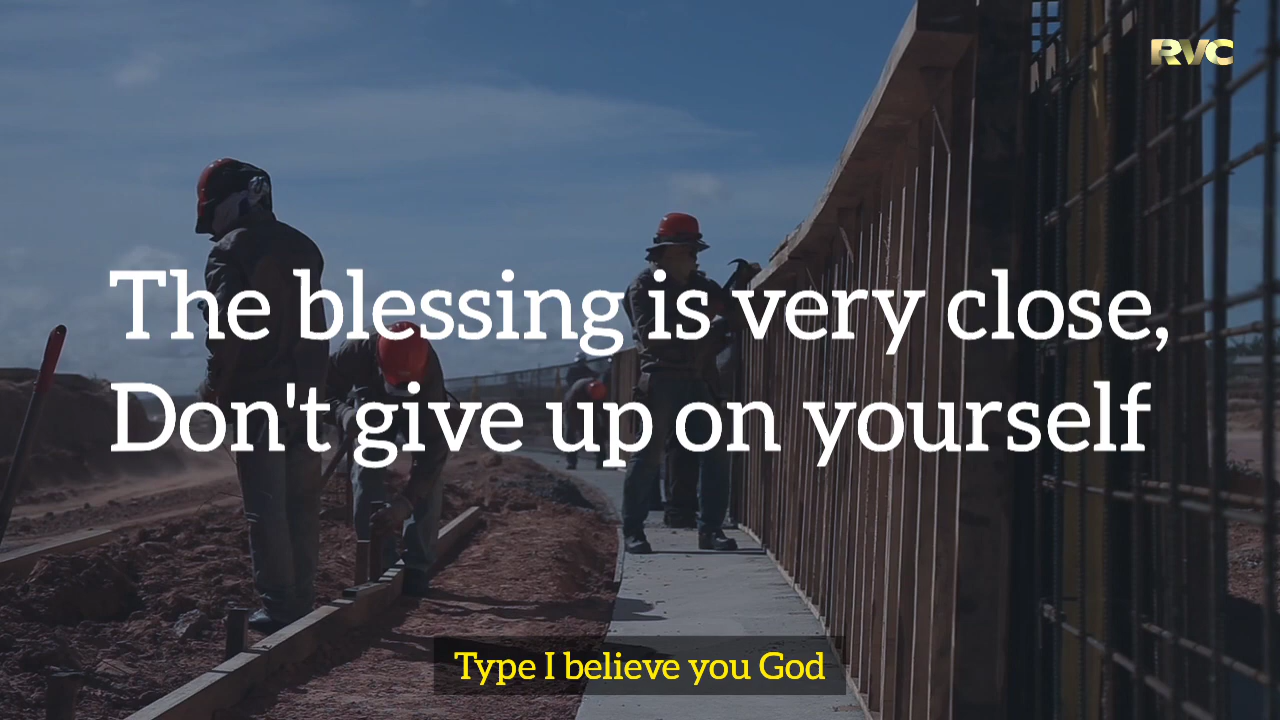 RVC
The blessing is very close,
Don't give up on yourself
Type I believe you God